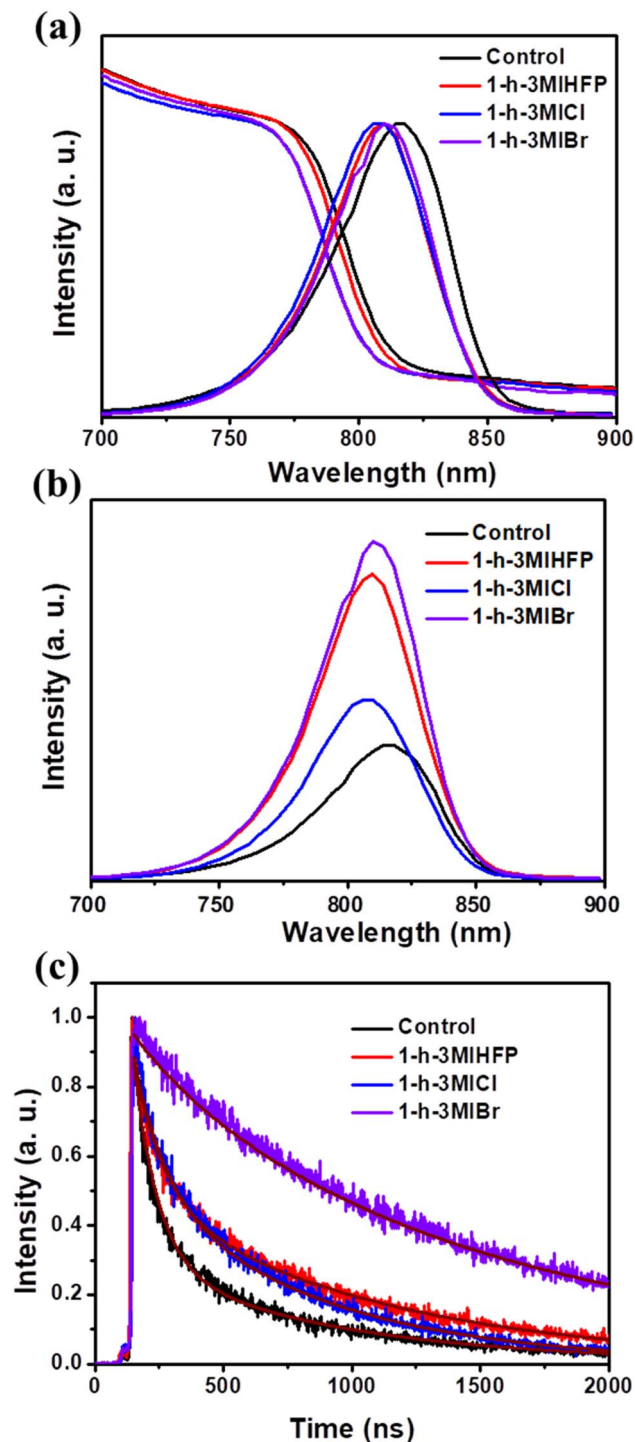 (a)
Control
1-h-3MIHFP
1-h-3MICl
1-h-3MIBr
Intensity (a. u.)
700 750 800 850 900
Wavelength (nm)
(b)
Control
1-h-3MIHFP
1-h-3MICl
1-h-3MIBr
Intensity (a. u.)
700 750 800 850 900
Wavelength (nm)
(c)
1.0
Control
1-h-3MIHFP
0.8
1-h-3MICl
1-h-3MIBr
0.6
Intensity (a. u.)
0.4
0.2
0.0
0 500 1000 1500 2000
Time (ns)